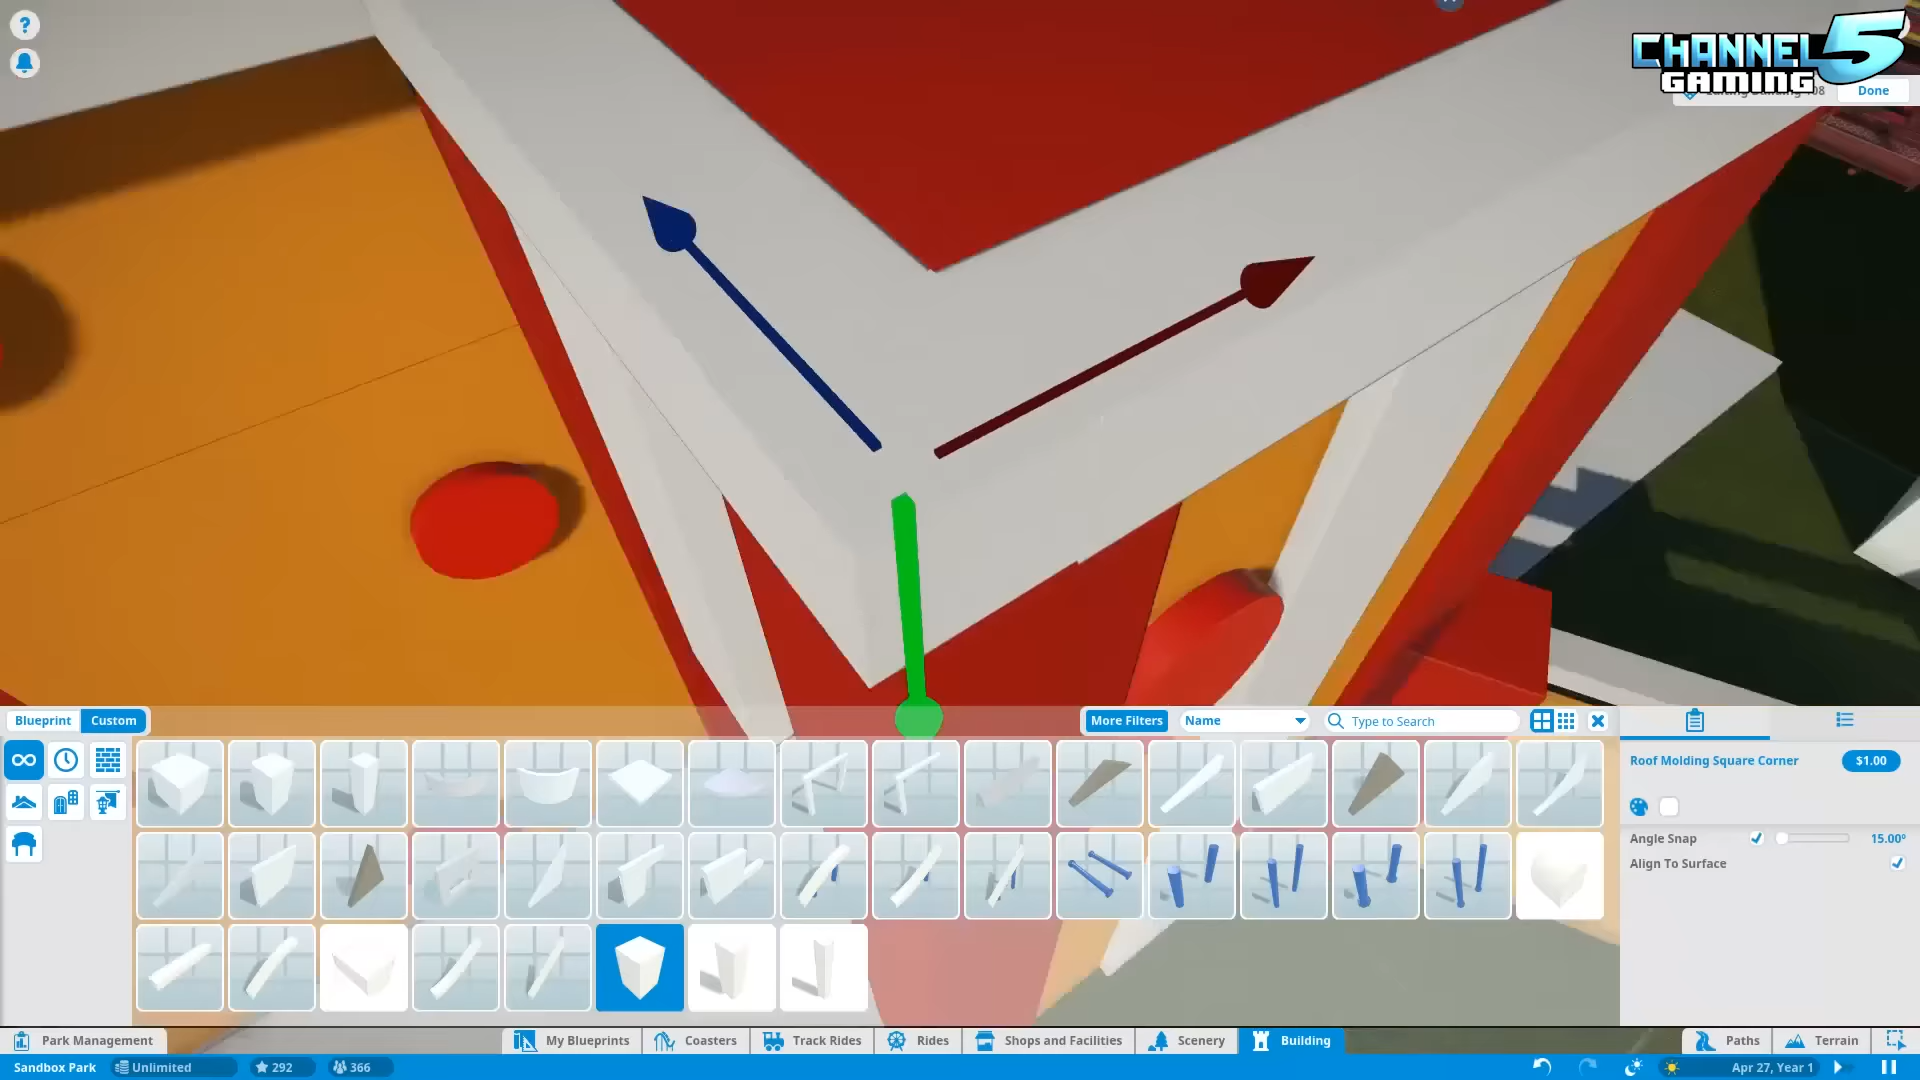 ?
CHANNEL 5
GAMING
Done
Blueprint
Custom
More Filters
Name
Type to Search
Roof Molding Square Corner
$1.00
Angle Snap
15.00º
Align To Surface
Park Management
My Blueprints
Coasters
Track Rides
Rides
Shops and Facilities
Scenery
Building
Paths
Terrain
Sandbox Park
Unlimited
292
366
Apr 27, Year 1